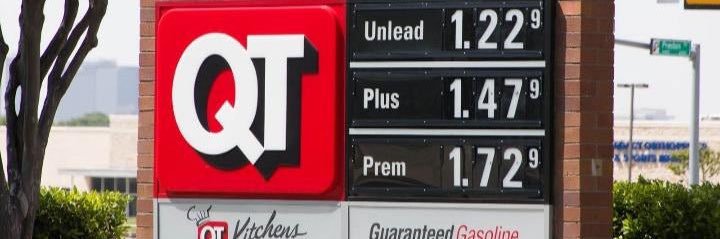 QT
Unlead 1.22 9
Plus 1.47 9
Prem 1.72 9
QT Kitchens
Guaranteed Gasoline